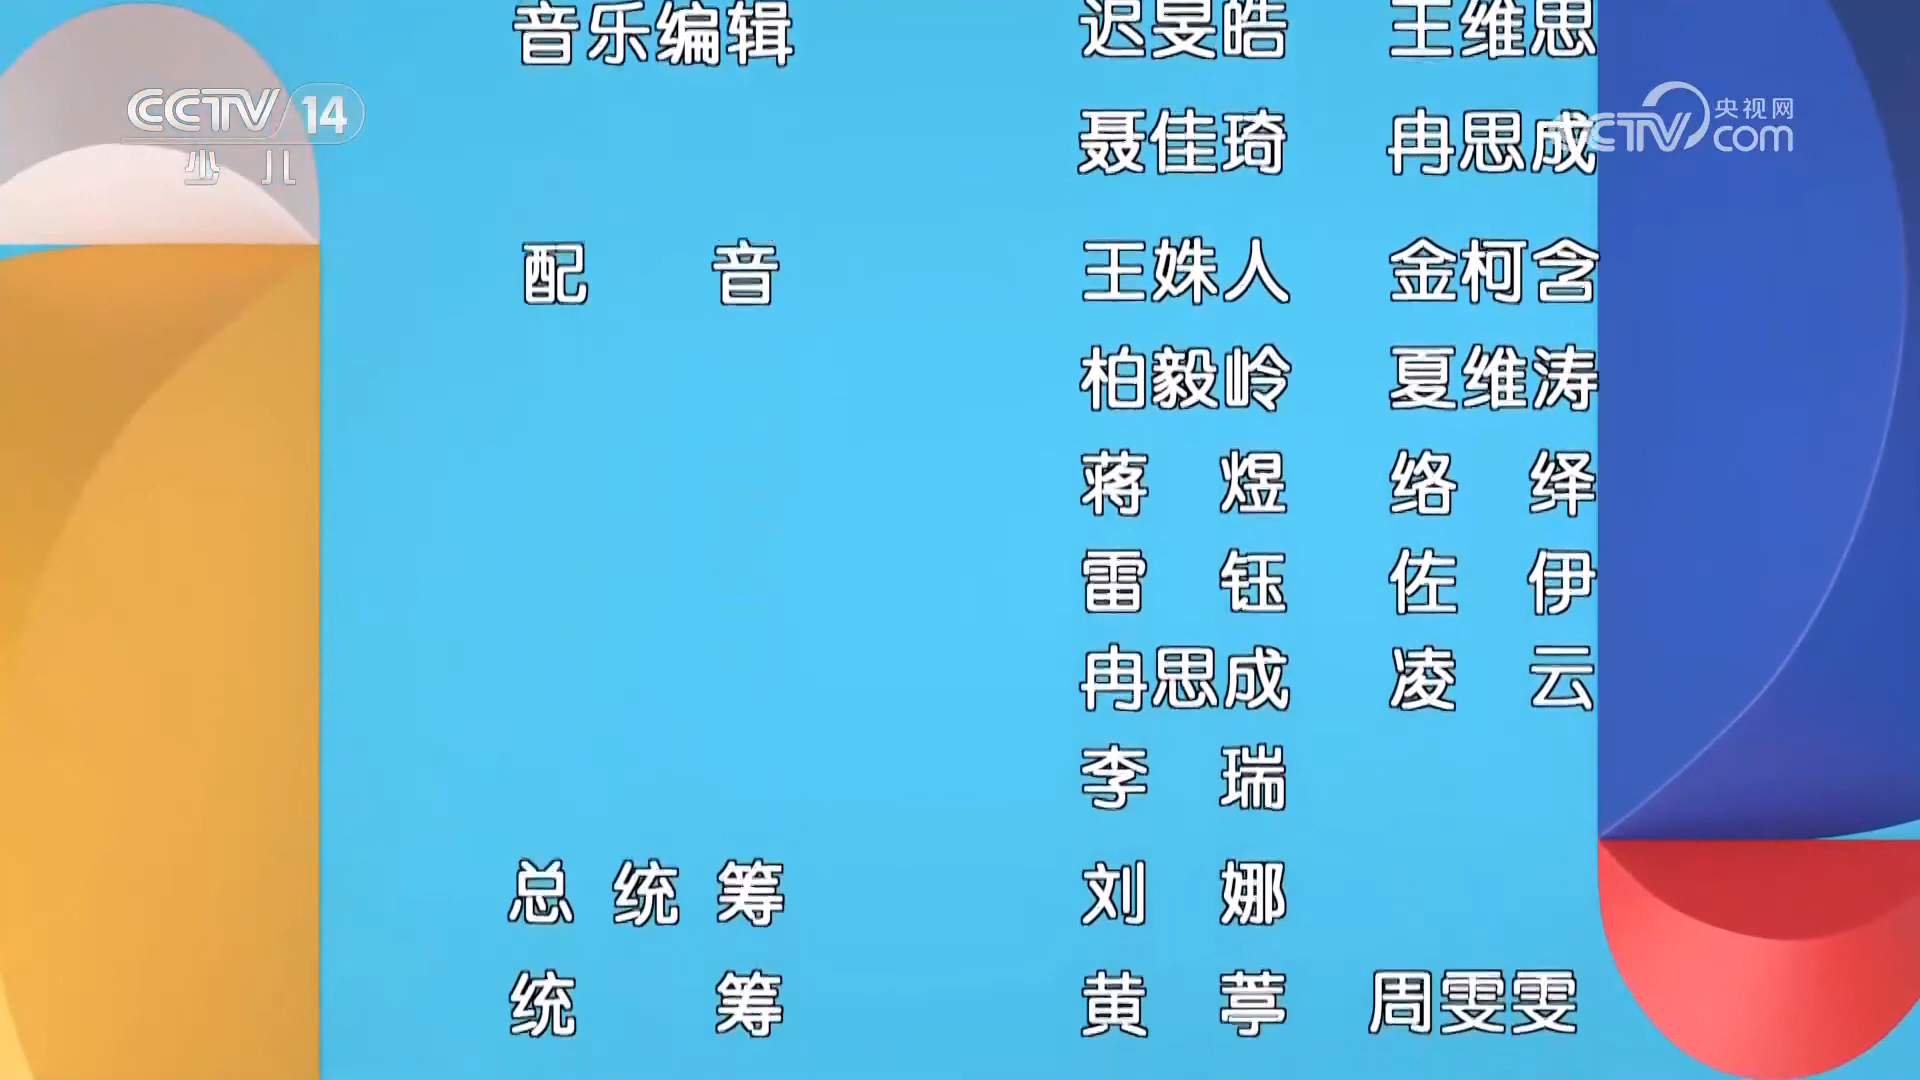 音乐编辑 迟旻皓 王维思
CCTV 14
少儿
央视网
CCTV.com
聂佳琦 冉思成
配音 王姝人 金柯含
柏毅岭 夏维涛
蒋煜 络绎
雷钰 佐伊
冉思成 凌云
李瑞
总统筹 刘娜
统筹 黄葶 周雯雯